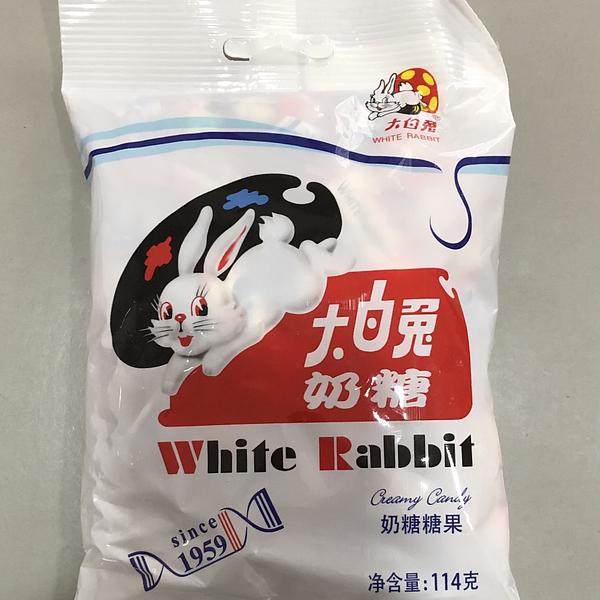 大白兔
WHITE RABBIT
大白兔
奶糖
White Rabbit
Creamy Candy
奶糖糖果
since
1959
净含量:114克